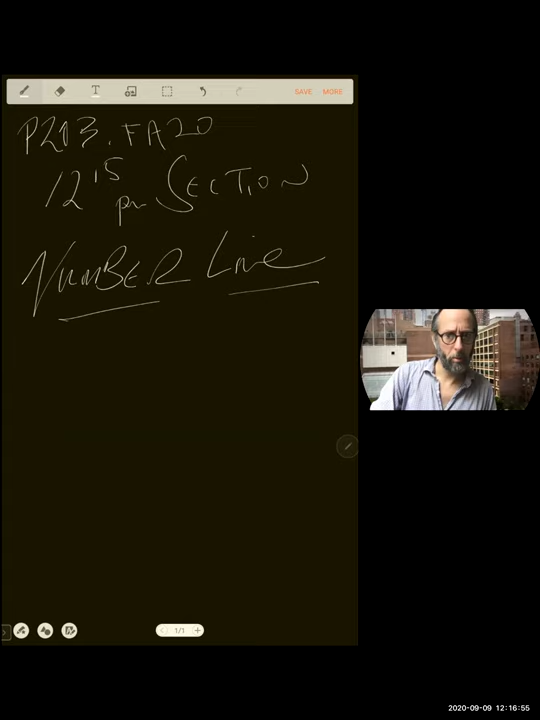 T SAVE MORE
P203.FA20
12 15 pm SECTION
NUMBER Line
1/1
2020-09-09 12:16:55